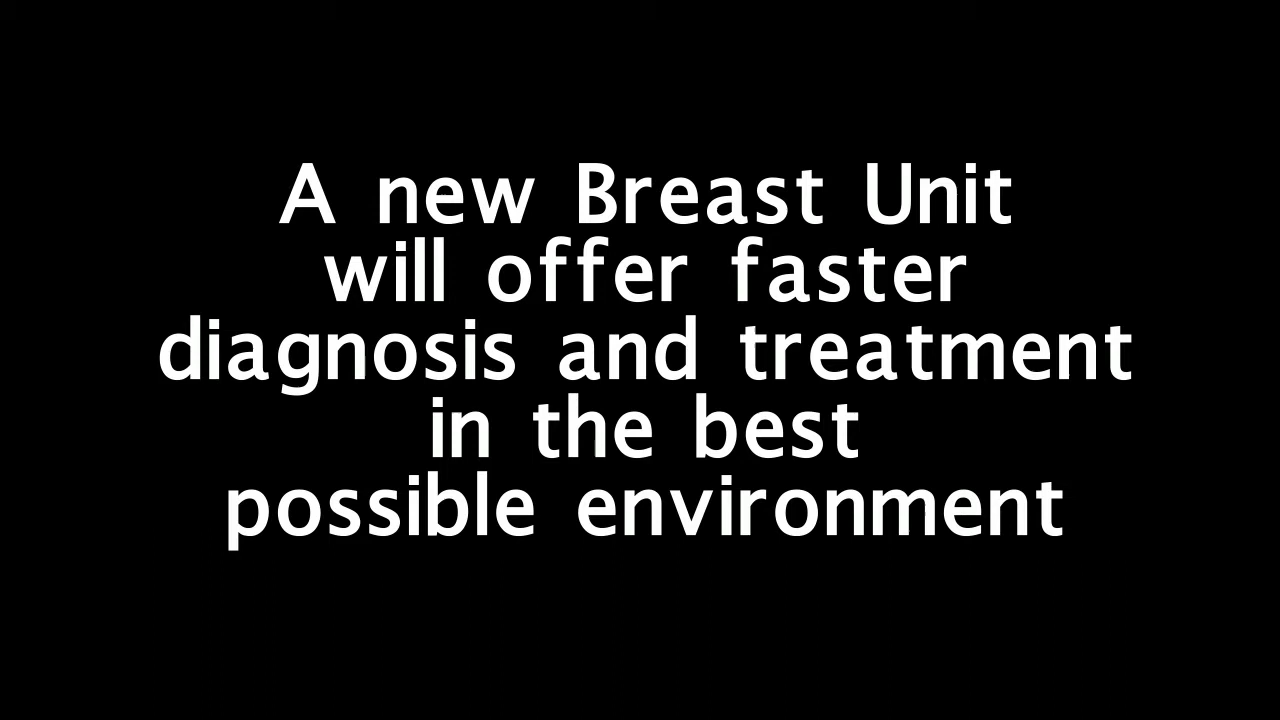 A new Breast Unit
will offer faster
diagnosis and treatment
in the best
possible environment